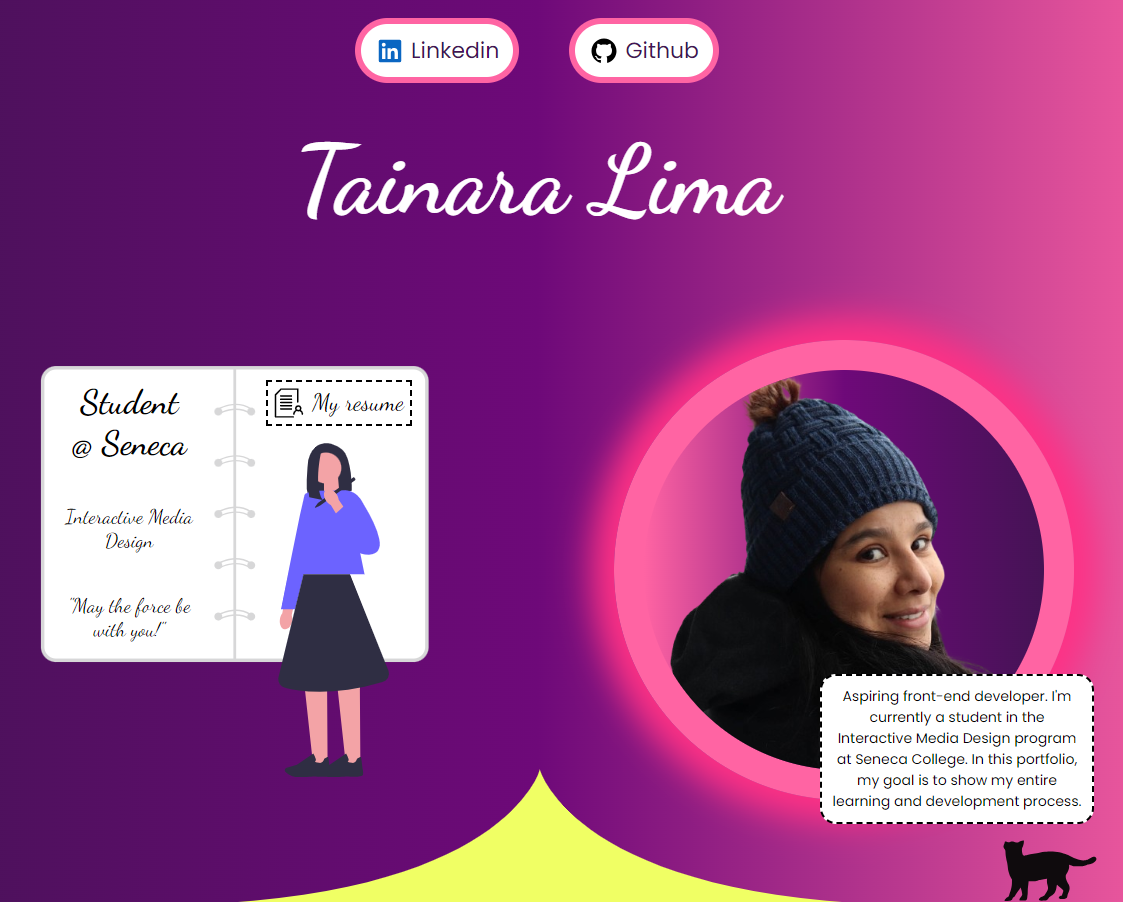 Linkedin
Github
Tainara Lima
Student
@ Seneca
Interactive Media
Design
"May the force be
with you!"
My resume
Aspiring front-end developer. I'm
currently a student in the
Interactive Media Design program
at Seneca College. In this portfolio,
my goal is to show my entire
learning and development process.